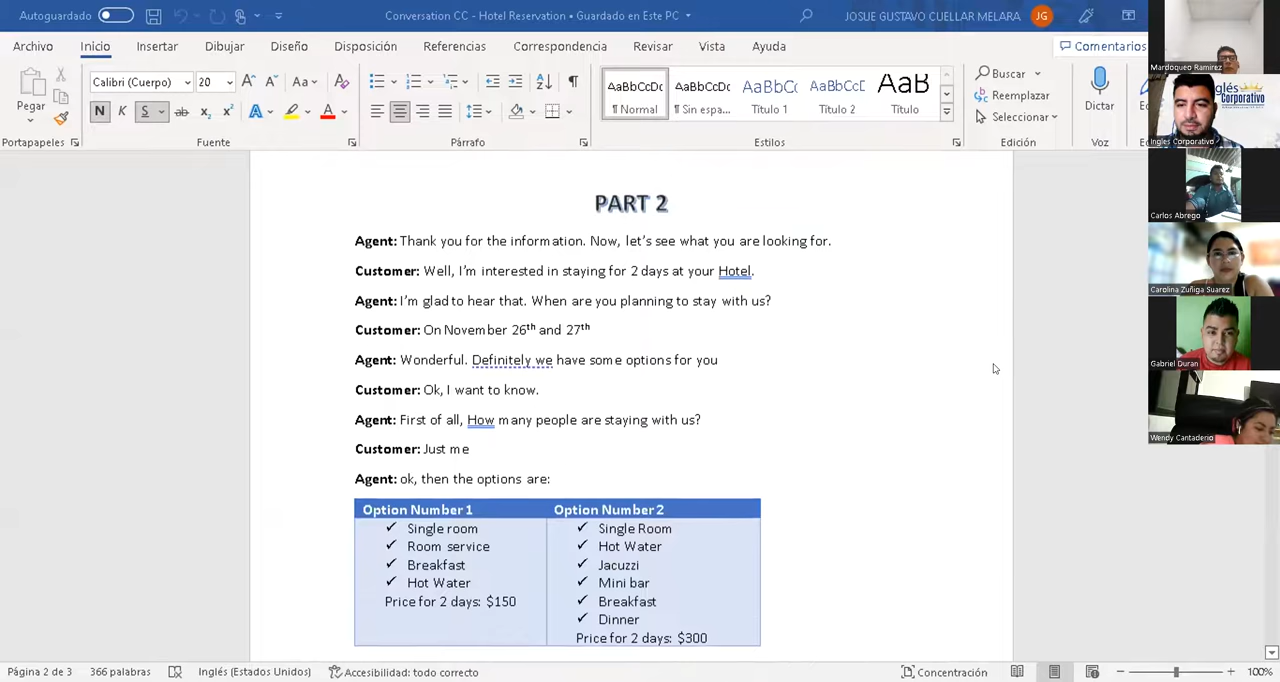 Autoguardado
Conversation CC - Hotel Reservation • Guardado en Este PC
JOSUE GUSTAVO CUELLAR MELARA
JG
Archivo
Inicio
Insertar
Dibujar
Diseño
Disposición
Referencias
Correspondencia
Revisar
Vista
Ayuda
Comentarios
Pegar
Portapapeles
Calibri (Cuerpo)
20
Fuente
Párrafo
AaBbCcDc
¶ Normal
AaBbCcDc
¶ Sin espa...
AaBbCc
Título 1
AaBbCcD
Título 2
AaB
Título
Estilos
Buscar
Reemplazar
Seleccionar
Edición
Dictar
Voz
Mardoqueo Ramirez
Inglés Corporativo
Ingles Corporativo
Carlos Abrego
Carolina Zuñiga Suarez
Gabriel Duran
Wendy Cantaderio
PART 2
Agent: Thank you for the information. Now, let's see what you are looking for.
Customer: Well, I'm interested in staying for 2 days at your Hotel.
Agent: I'm glad to hear that. When are you planning to stay with us?
Customer: On November 26th and 27th
Agent: Wonderful. Definitely we have some options for you
Customer: Ok, I want to know.
Agent: First of all, How many people are staying with us?
Customer: Just me
Agent: ok, then the options are:
Option Number 1
✓ Single room
✓ Room service
✓ Breakfast
✓ Hot Water
Price for 2 days: $150
Option Number 2
✓ Single Room
✓ Hot Water
✓ Jacuzzi
✓ Mini bar
✓ Breakfast
✓ Dinner
Price for 2 days: $300
Página 2 de 3
366 palabras
Inglés (Estados Unidos)
Accesibilidad: todo correcto
Concentración
100%